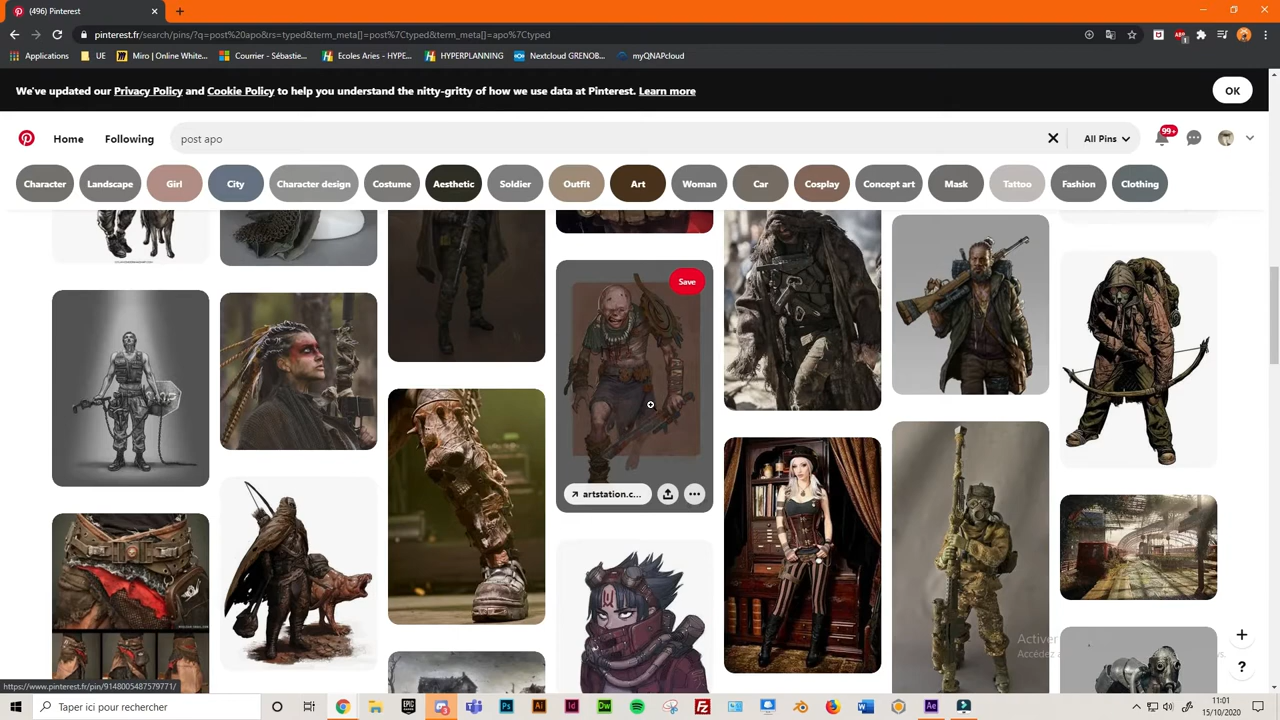 (496) Pinterest
pinterest.fr/search/pins/?q=post%20apo&rs=typed&term_meta[]=post%7Ctyped&term_meta[]=apo%7Ctyped
Applications UE Miro | Online Whit... Courrier - Sébastie... Ecoles Aries - HYPE... HYPERPLANNING Nextcloud GRENOB... myQNAPcloud
We've updated our Privacy Policy and Cookie Policy to help you understand the nitty-gritty of how we use data at Pinterest. Learn more OK
Home Following post apo All Pins 99+
Character Landscape Girl City Character design Costume Aesthetic Soldier Outfit Art Woman Car Cosplay Concept art Mask Tattoo Fashion Clothing
Save
artstation.c...
Activer
Accédez
https://www.pinterest.fr/pin/9148005487579771/
Taper ici pour rechercher
11:01
15/10/2020